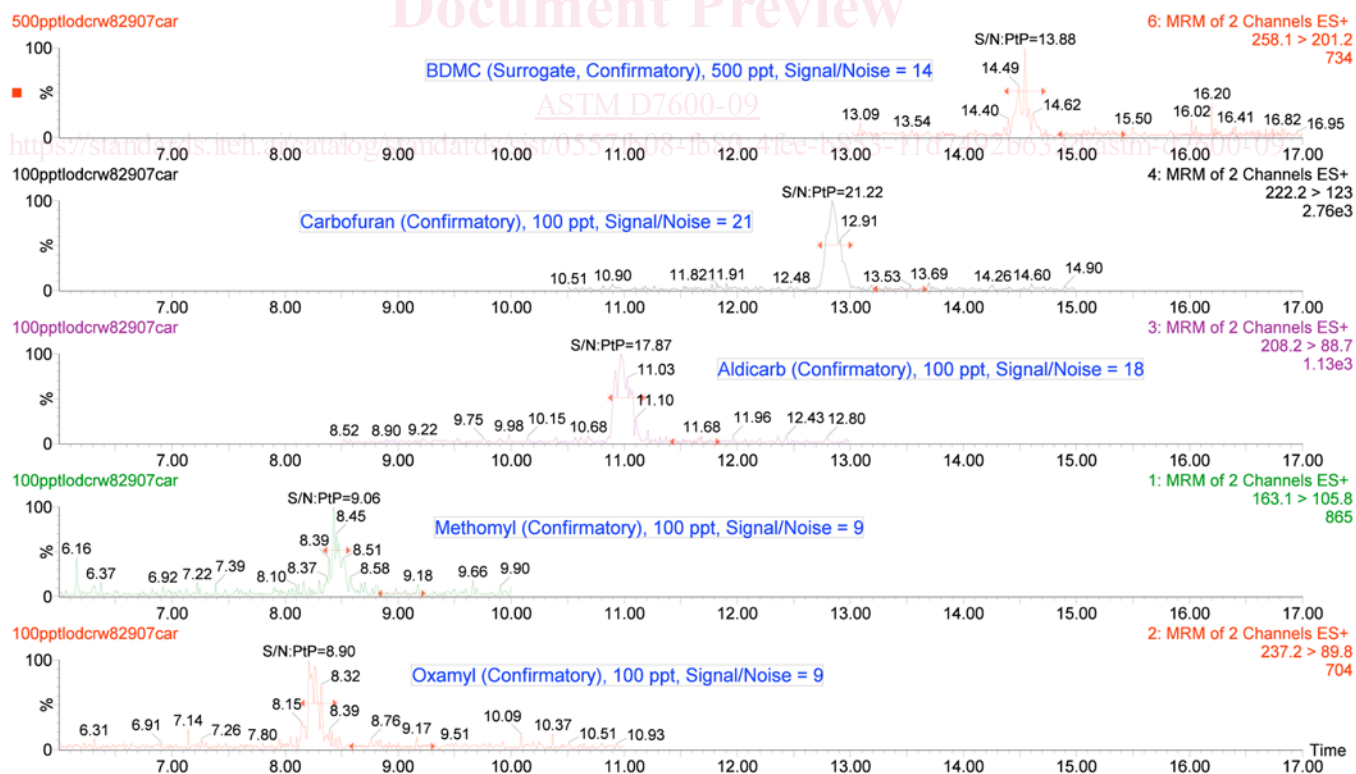 Document Preview
500pptlodcrw82907car
6: MRM of 2 Channels ES+
258.1 > 201.2
734
100
%
0
S/N:PtP=13.88
BDMC (Surrogate, Confirmatory), 500 ppt, Signal/Noise = 14
ASTM D7600-09
13.09 13.54 14.40 14.49 14.62 15.50 16.02 16.20 16.41 16.82 16.95
7.00 8.00 9.00 10.00 11.00 12.00 13.00 14.00 15.00 16.00 17.00
100pptlodcrw82907car
4: MRM of 2 Channels ES+
222.2 > 123
2.76e3
100
%
0
S/N:PtP=21.22
Carbofuran (Confirmatory), 100 ppt, Signal/Noise = 21
10.51 10.90 11.82 11.91 12.48 12.91 13.53 13.69 14.26 14.60 14.90
7.00 8.00 9.00 10.00 11.00 12.00 13.00 14.00 15.00 16.00 17.00
100pptlodcrw82907car
3: MRM of 2 Channels ES+
208.2 > 88.7
1.13e3
100
%
0
S/N:PtP=17.87
Aldicarb (Confirmatory), 100 ppt, Signal/Noise = 18
8.52 8.90 9.22 9.75 9.98 10.15 10.68 11.03 11.10 11.68 11.96 12.43 12.80
7.00 8.00 9.00 10.00 11.00 12.00 13.00 14.00 15.00 16.00 17.00
100pptlodcrw82907car
1: MRM of 2 Channels ES+
163.1 > 105.8
865
100
%
0
S/N:PtP=9.06
Methomyl (Confirmatory), 100 ppt, Signal/Noise = 9
6.16 6.37 6.92 7.22 7.39 8.10 8.37 8.39 8.45 8.51 8.58 9.18 9.66 9.90
7.00 8.00 9.00 10.00 11.00 12.00 13.00 14.00 15.00 16.00 17.00
100pptlodcrw82907car
2: MRM of 2 Channels ES+
237.2 > 89.8
704
100
%
0
S/N:PtP=8.90
Oxamyl (Confirmatory), 100 ppt, Signal/Noise = 9
6.31 6.91 7.14 7.26 7.80 8.15 8.32 8.39 8.76 9.17 9.51 10.09 10.37 10.51 10.93
Time
7.00 8.00 9.00 10.00 11.00 12.00 13.00 14.00 15.00 16.00 17.00